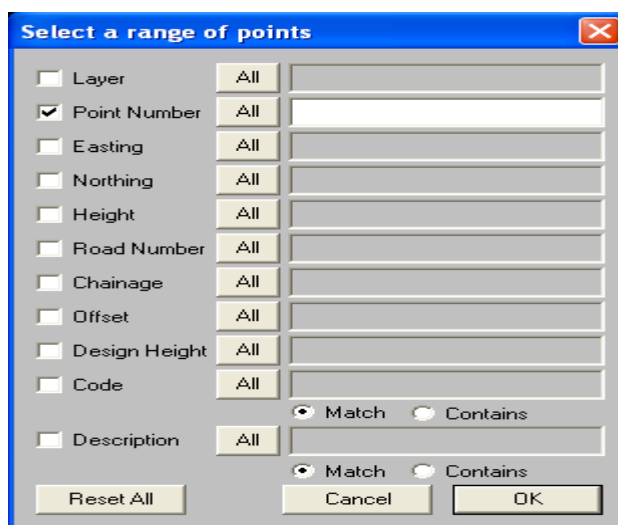 Select a range of points
Layer All
Point Number All
Easting All
Northing All
Height All
Road Number All
Chainage All
Offset All
Design Height All
Code All
Match Contains
Description All
Match Contains
Reset All Cancel OK